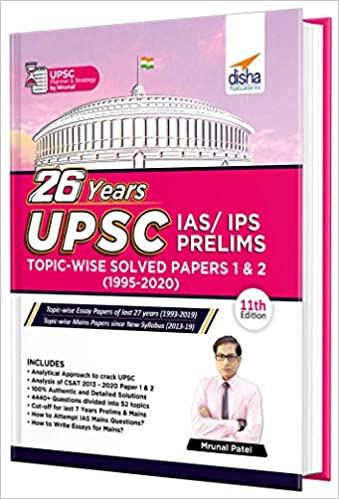 UPSC
Planner & Strategy
by Mrunal
disha
26 Years
UPSC
IAS/ IPS
PRELIMS
TOPIC-WISE SOLVED PAPERS 1 & 2
(1995-2020)
11th
Edition
Topic-wise Essay Papers of last 27 years (1993-2019)
Topic-wise Mains Papers since New Syllabus (2013-19)
INCLUDES
• Analytical Approach to crack UPSC
• Analysis of CSAT 2013 - 2020 Paper 1 & 2
• 100% Authentic and Detailed Solutions
• 4440+ Questions divided into 52 topics
• Cut-off for last 7 Years Prelims & Mains
• How to Attempt IAS Mains Questions?
• How to Write Essays for Mains?
Mrunal Patel